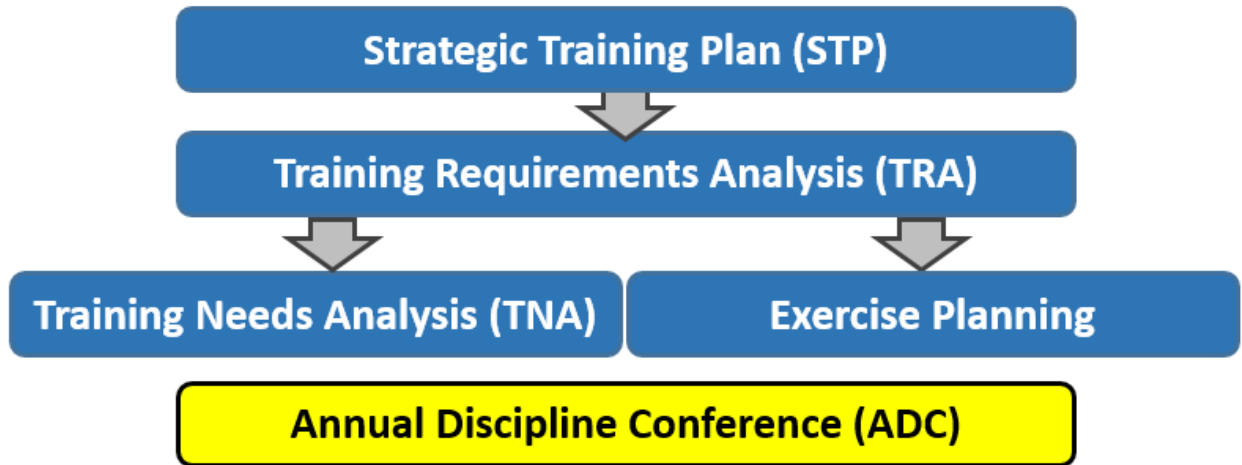 Strategic Training Plan (STP)
Training Requirements Analysis (TRA)
Training Needs Analysis (TNA)
Exercise Planning
Annual Discipline Conference (ADC)